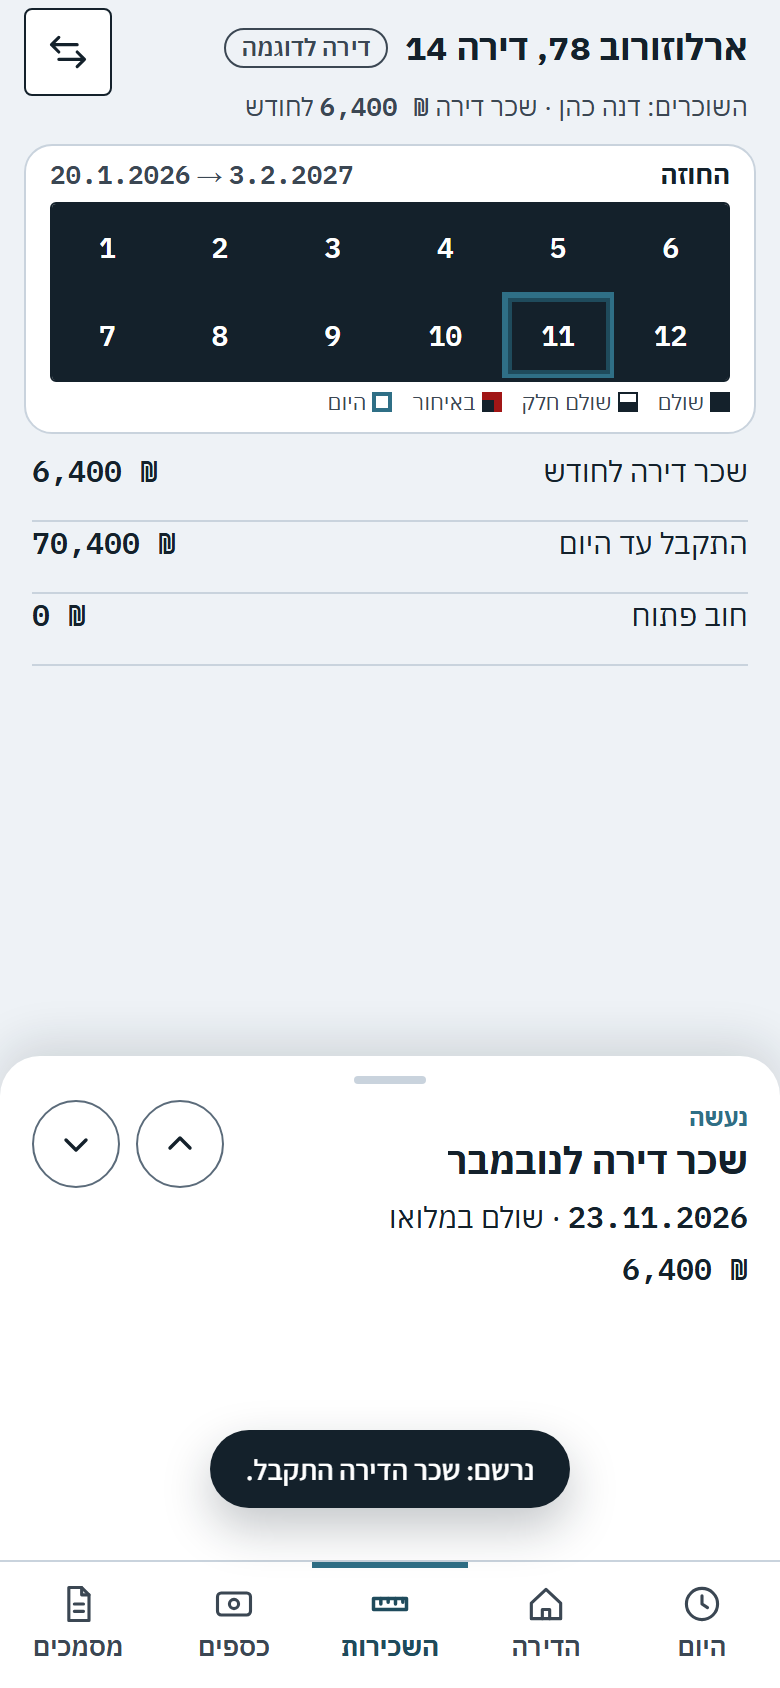 ארלוזורוב 78, דירה 14 דירה לדוגמה
השוכרים: דנה כהן · שכר דירה ₪ 6,400 לחודש
החוזה 20.1.2026 → 3.2.2027
1 2 3 4 5 6
7 8 9 10 11 12
שולם שולם חלק באיחור היום
שכר דירה לחודש 6,400 ₪
התקבל עד היום 70,400 ₪
חוב פתוח 0 ₪
נעשה
שכר דירה לנובמבר
23.11.2026 · שולם במלואו
6,400 ₪
נרשם: שכר הדירה התקבל.
היום הדירה השכירות כספים מסמכים